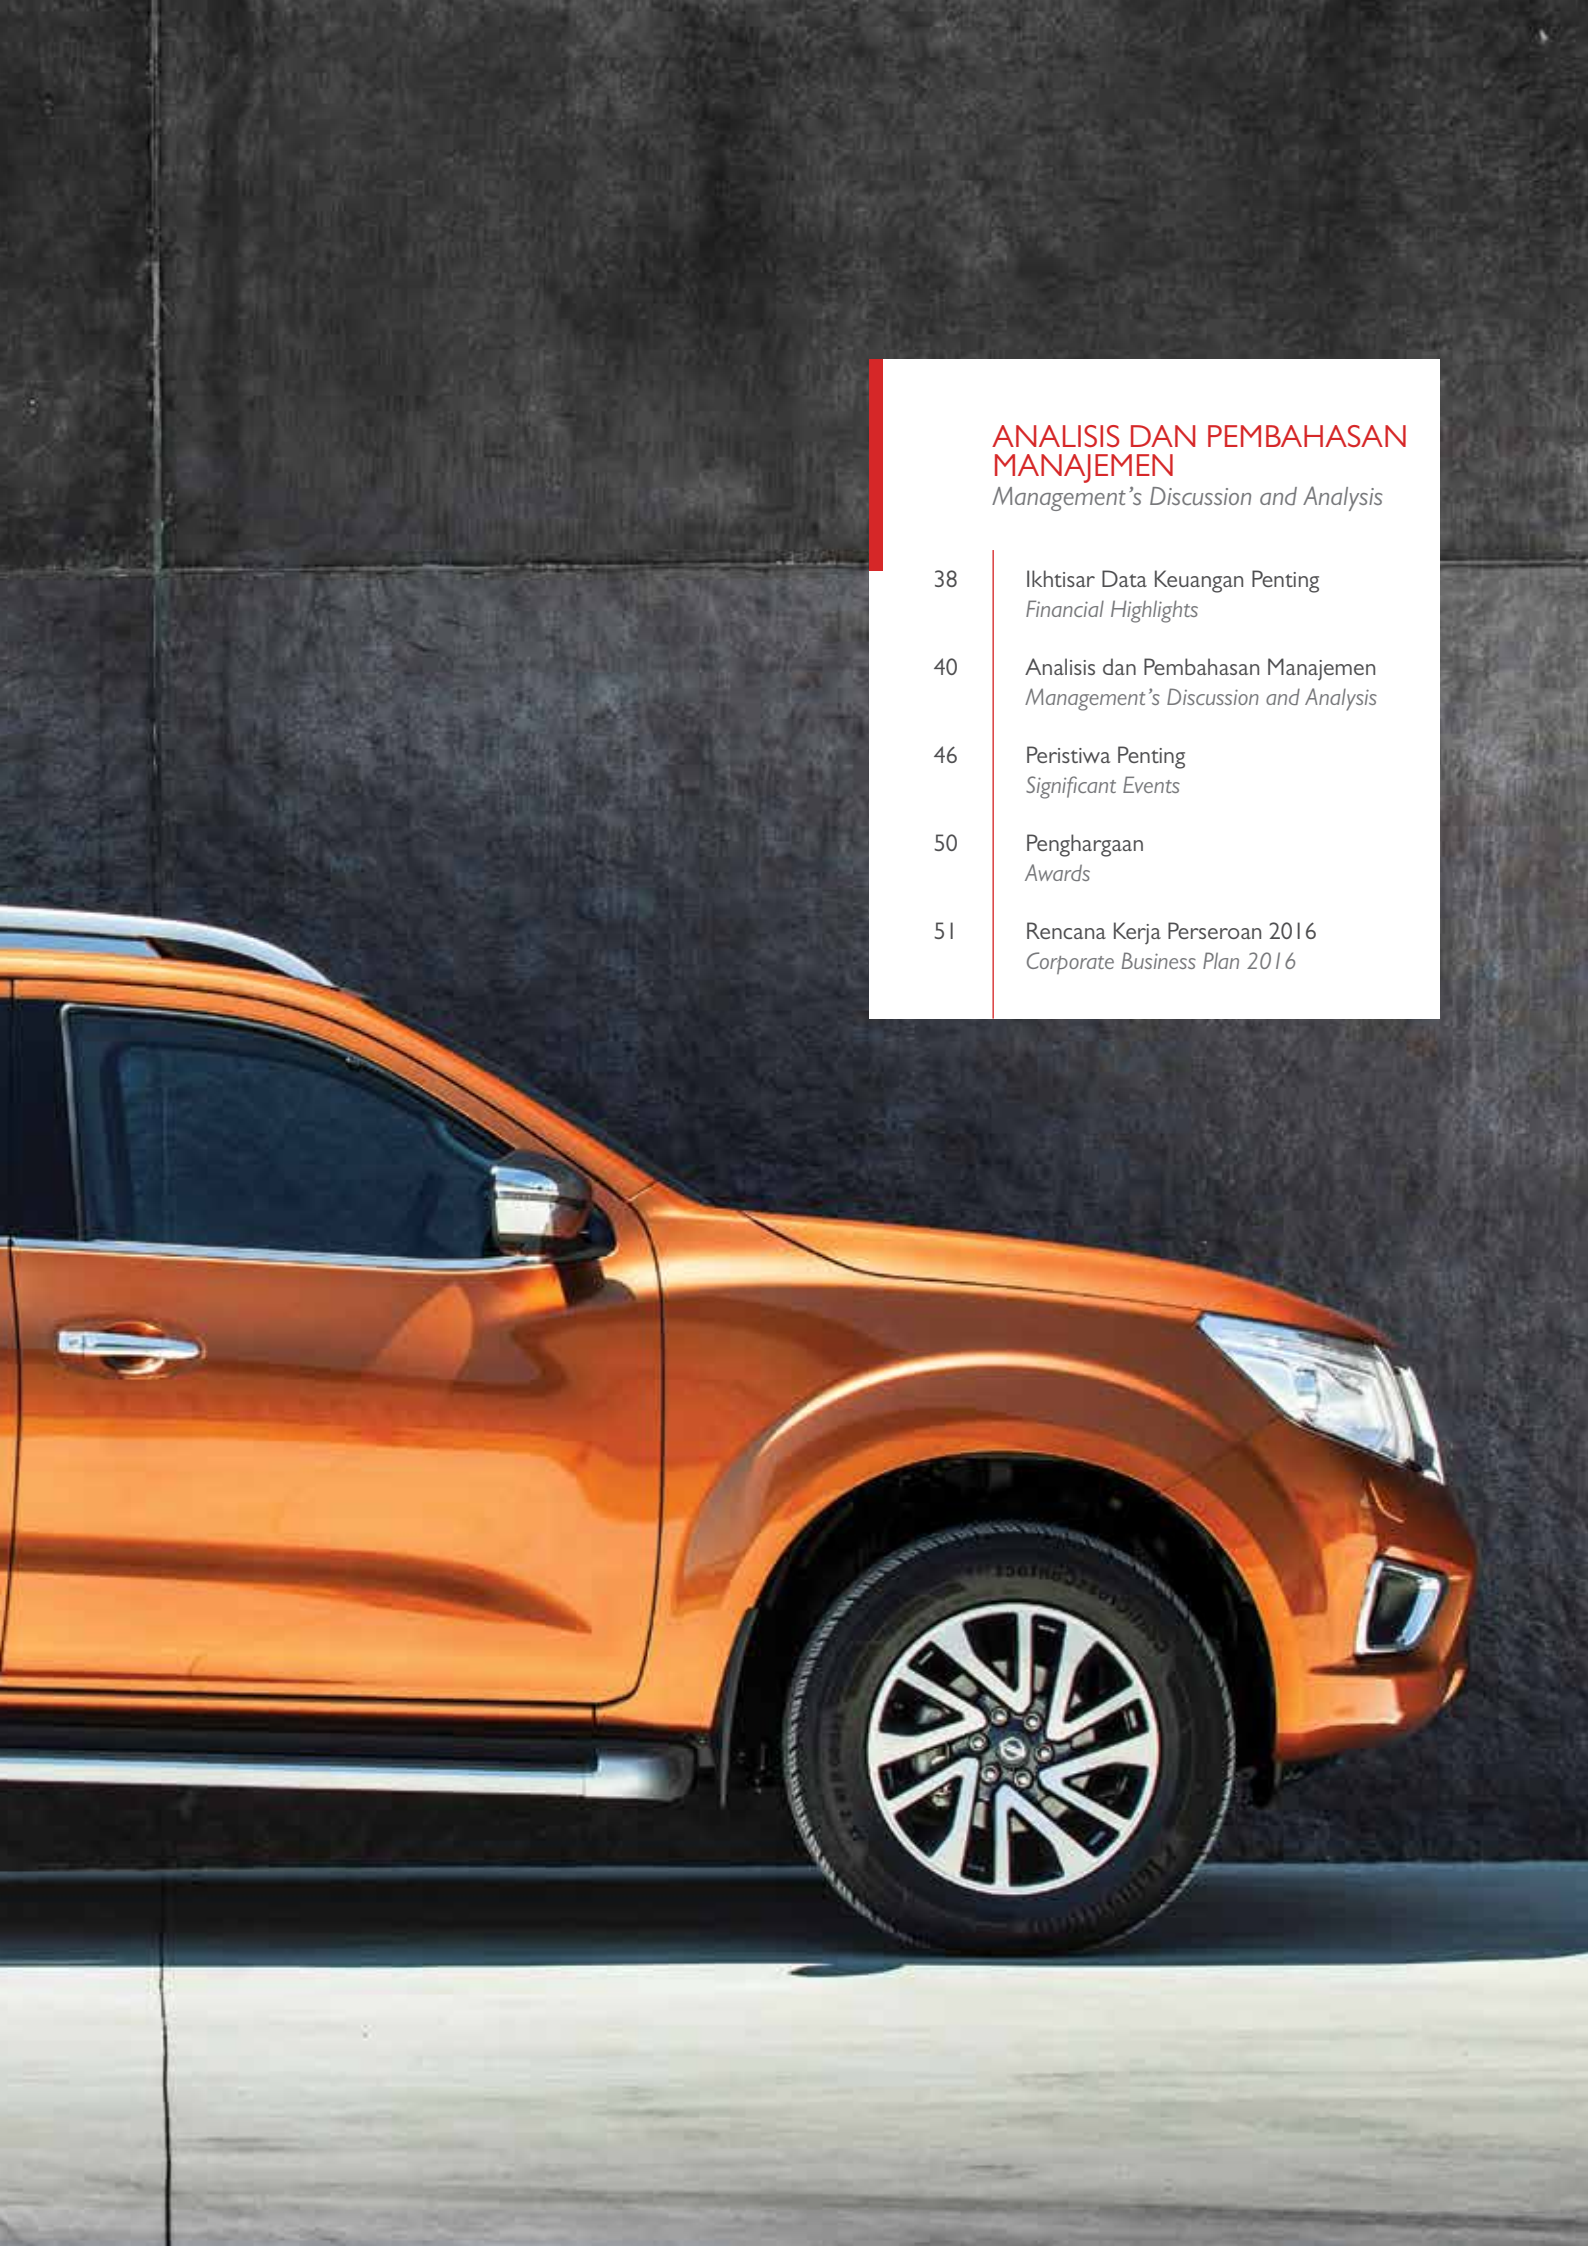 ANALISIS DAN PEMBAHASAN
MANAJEMEN
Management's Discussion and Analysis
38 Ikhtisar Data Keuangan Penting
Financial Highlights
40 Analisis dan Pembahasan Manajemen
Management's Discussion and Analysis
46 Peristiwa Penting
Significant Events
50 Penghargaan
Awards
51 Rencana Kerja Perseroan 2016
Corporate Business Plan 2016